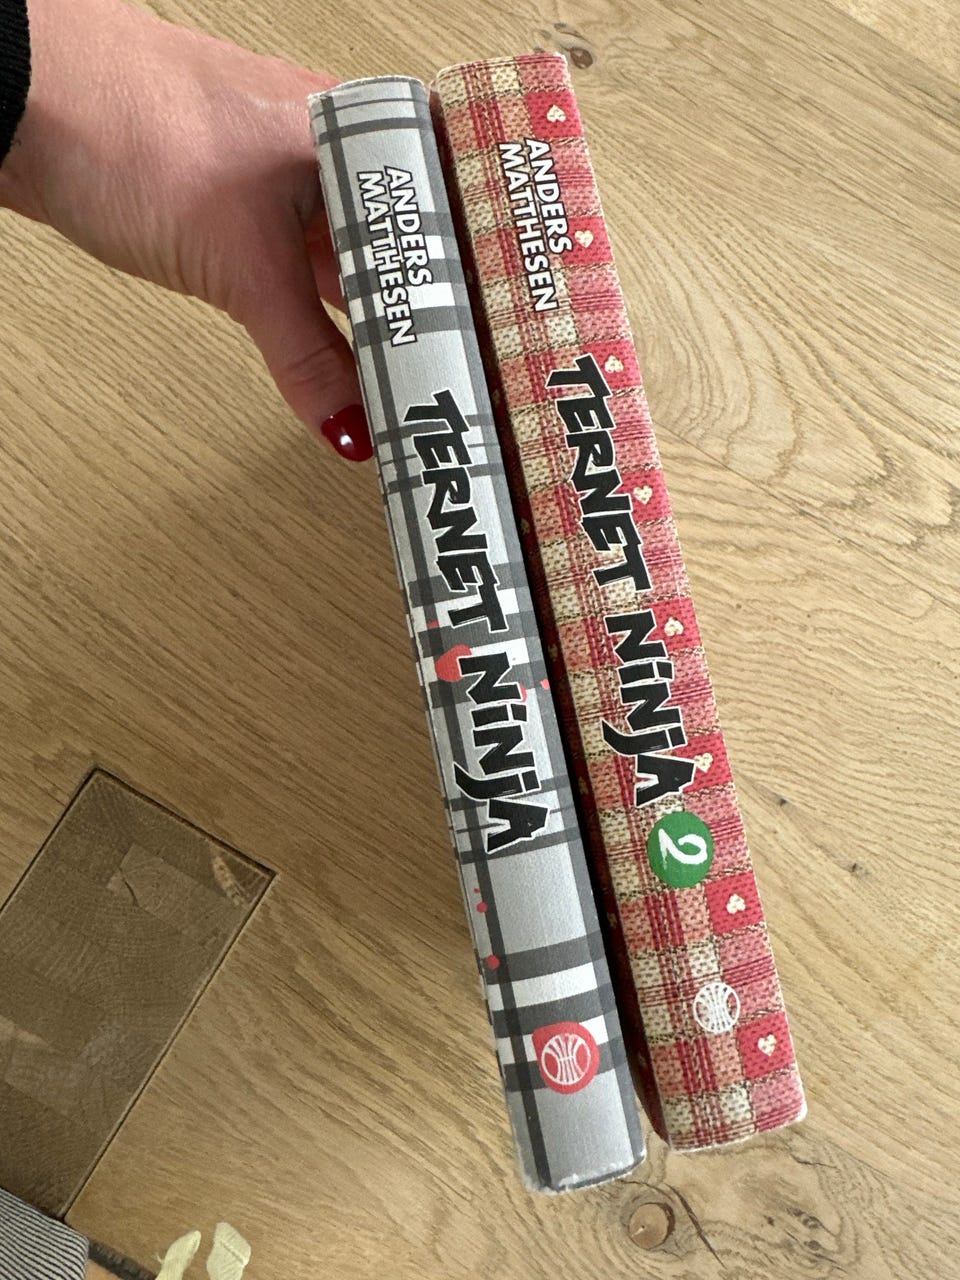 ANDERS
MATTHESEN
TERNET NINJA
ANDERS
MATTHESEN
TERNET NINJA
2